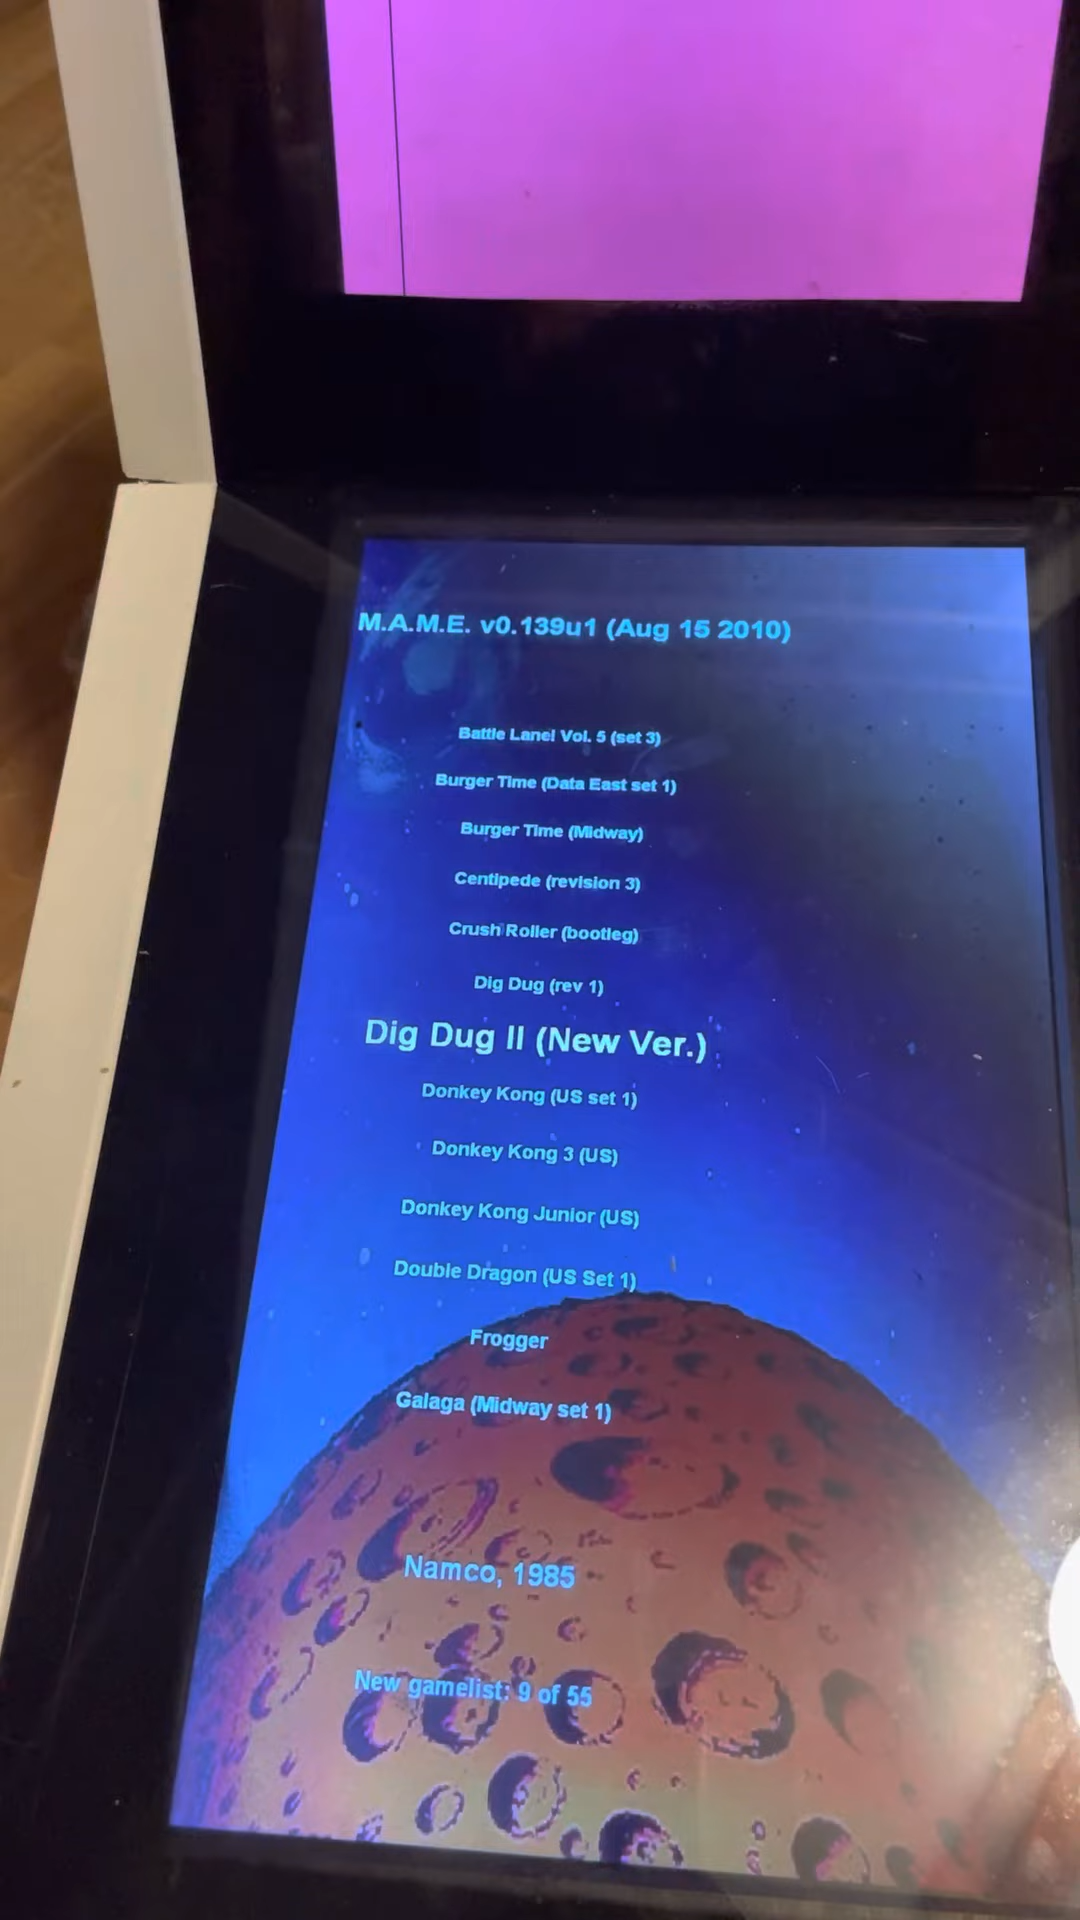 M.A.M.E. v0.139u1 (Aug 15 2010)
Battle Lane! Vol. 5 (set 3)
Burger Time (Data East set 1)
Burger Time (Midway)
Centipede (revision 3)
Crush Roller (bootleg)
Dig Dug (rev 1)
Dig Dug II (New Ver.)
Donkey Kong (US set 1)
Donkey Kong 3 (US)
Donkey Kong Junior (US)
Double Dragon (US Set 1)
Frogger
Galaga (Midway set 1)
Namco, 1985
New gamelist: 9 of 55